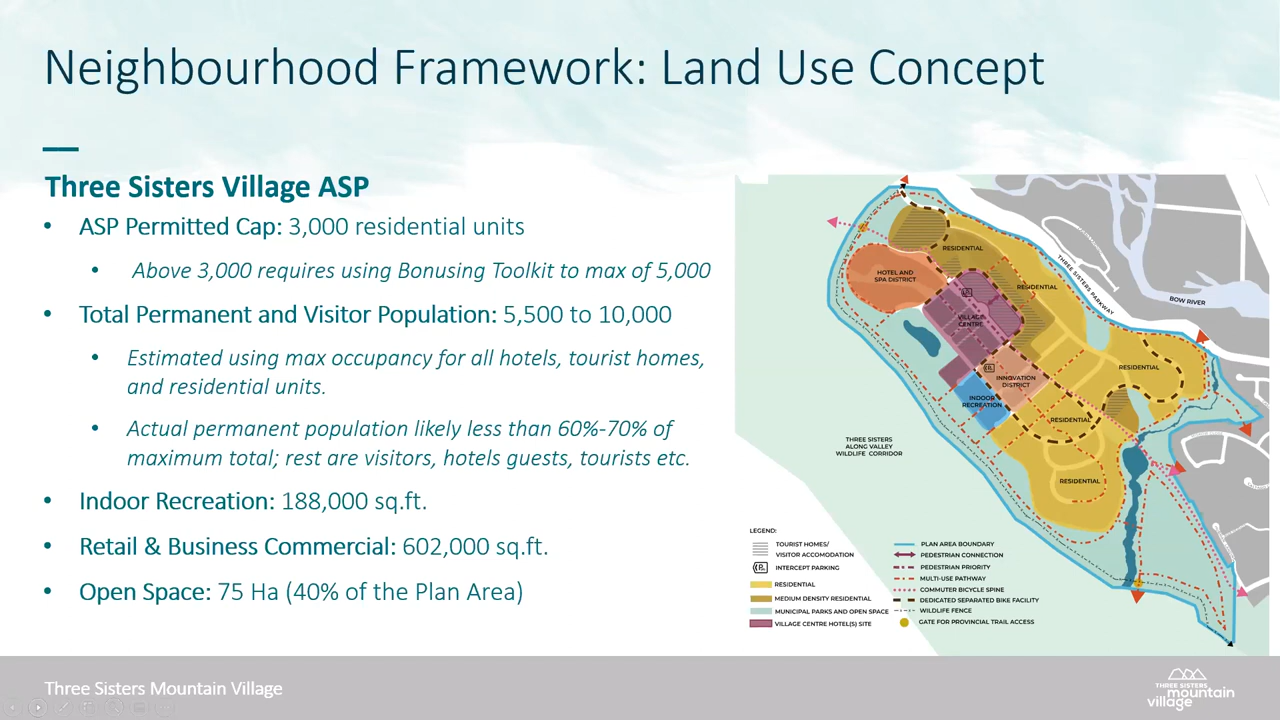 Neighbourhood Framework: Land Use Concept
Three Sisters Village ASP
• ASP Permitted Cap: 3,000 residential units
• Above 3,000 requires using Bonusing Toolkit to max of 5,000
• Total Permanent and Visitor Population: 5,500 to 10,000
• Estimated using max occupancy for all hotels, tourist homes,
and residential units.
• Actual permanent population likely less than 60%-70% of
maximum total; rest are visitors, hotels guests, tourists etc.
• Indoor Recreation: 188,000 sq.ft.
• Retail & Business Commercial: 602,000 sq.ft.
• Open Space: 75 Ha (40% of the Plan Area)
RESIDENTIAL
HOTEL AND
SPA DISTRICT
RESIDENTIAL
THREE SISTERS PARKWAY
BOW RIVER
VILLAGE
CENTRE
RESIDENTIAL
INNOVATION
DISTRICT
INDOOR
RECREATION
RESIDENTIAL
THREE SISTERS
ALONG VALLEY
WILDLIFE CORRIDOR
RESIDENTIAL
LEGEND:
TOURIST HOMES/
VISITOR ACCOMODATION
INTERCEPT PARKING
RESIDENTIAL
MEDIUM DENSITY RESIDENTIAL
MUNICIPAL PARKS AND OPEN SPACE
VILLAGE CENTRE HOTEL(S) SITE
PLAN AREA BOUNDARY
PEDESTRIAN CONNECTION
PEDESTRIAN PRIORITY
MULTI-USE PATHWAY
COMMUTER BICYCLE SPINE
DEDICATED SEPARATED BIKE FACILITY
WILDLIFE FENCE
GATE FOR PROVINCIAL TRAIL ACCESS
Three Sisters Mountain Village
THREE SISTERS
mountain
village